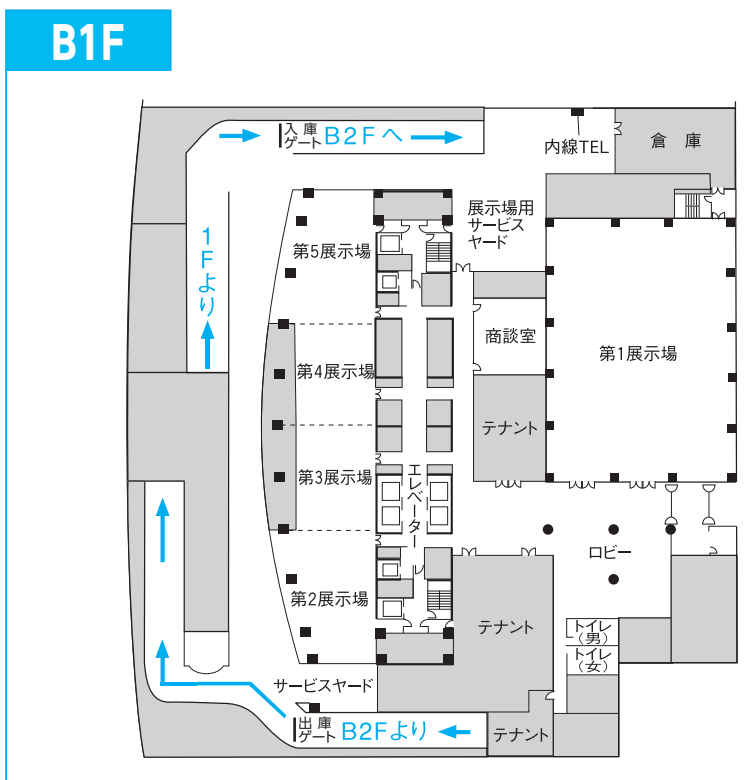 B1F
入庫
ゲート
B2Fへ
内線TEL
倉 庫
展示場用
サービス
ヤード
1Fより
第5展示場
商談室
第1展示場
第4展示場
テナント
第3展示場
エレベーター
ロビー
第2展示場
テナント
トイレ
(男)
トイレ
(女)
サービスヤード
出庫
ゲート
B2Fより
テナント